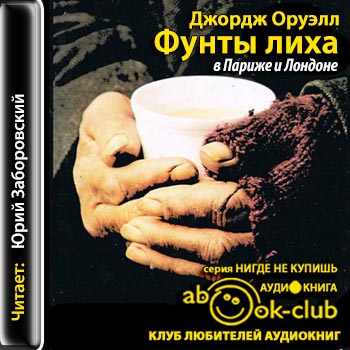 Джордж Оруэлл
Фунты лиха
в Париже и Лондоне
Читает: Юрий Заборовский
серия НИГДЕ НЕ КУПИШЬ
АУДИОКНИГА
abook-club
КЛУБ ЛЮБИТЕЛЕЙ АУДИОКНИГ